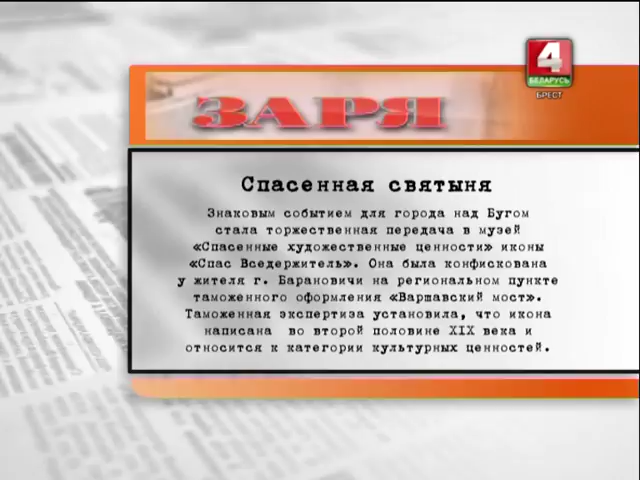 4
БЕЛАРУСЬ
БРЕСТ
ЗАРЯ
Спасенная святыня
Знаковым событием для города над Бугом
стала торжественная передача в музей
«Спасенные художественные ценности» иконы
«Спас Вседержитель». Она была конфискована
у жителя г. Барановичи на региональном пункте
таможенного оформления «Варшавский мост».
Таможенная экспертиза установила, что икона
написана во второй половине XIX века и
относится к категории культурных ценностей.